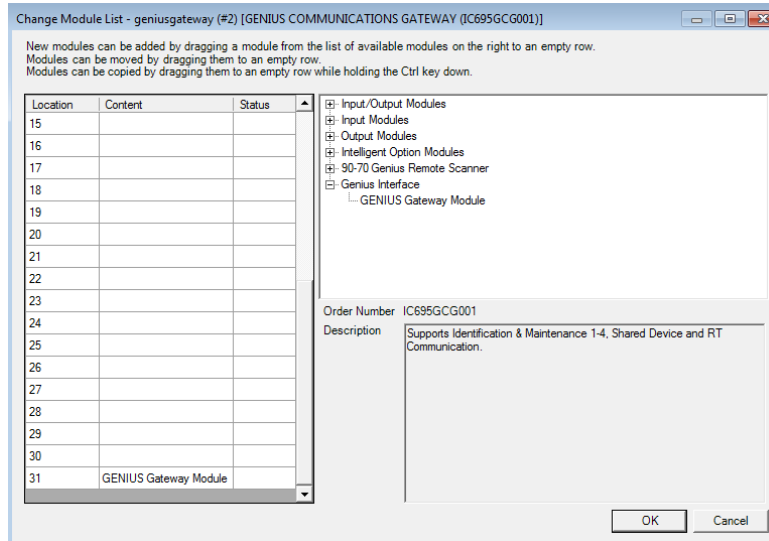 Change Module List - geniusgateway (#2) [GENIUS COMMUNICATIONS GATEWAY (IC695GCG001)]
New modules can be added by dragging a module from the list of available modules on the right to an empty row.
Modules can be moved by dragging them to an empty row.
Modules can be copied by dragging them to an empty row while holding the Ctrl key down.
Location Content Status
15
16
17
18
19
20
21
22
23
24
25
26
27
28
29
30
31 GENIUS Gateway Module
Input/Output Modules
Input Modules
Output Modules
Intelligent Option Modules
90-70 Genius Remote Scanner
Genius Interface
GENIUS Gateway Module
Order Number IC695GCG001
Description Supports Identification & Maintenance 1-4, Shared Device and RT
Communication.
OK Cancel